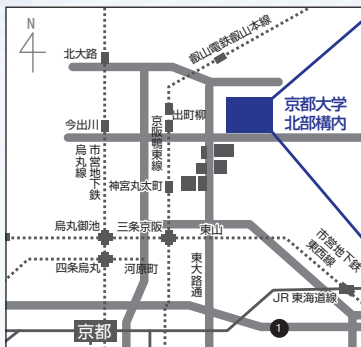 N
北大路
叡山電鉄叡山本線
京都大学
北部構内
出町柳
今出川
京阪鴨東線
市営地下鉄
烏丸線
神宮丸太町
烏丸御池
三条京阪
東山
市営地下鉄
東西線
四条烏丸
河原町
東大路通
JR 東海道線
京都
1